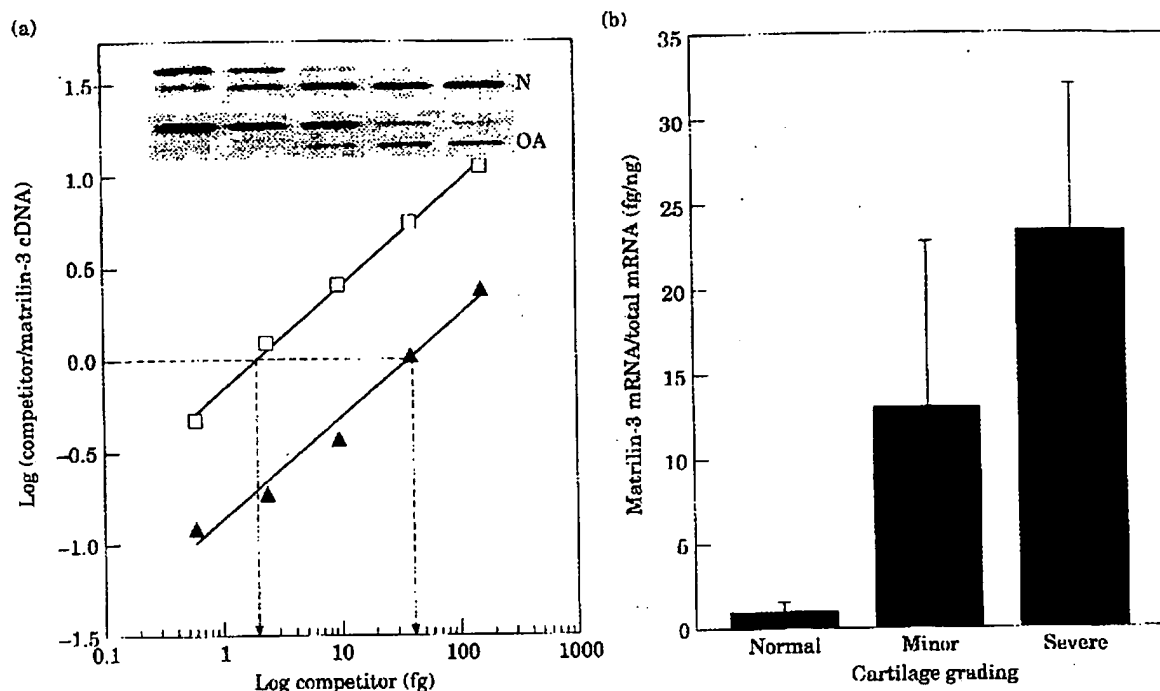 (a)
Log (competitor/matrilin-3 cDNA)
1.5
1.0
0.5
0.0
−0.5
−1.0
−1.5
N
OA
0.1
1
10
100
1000
Log competitor (fg)
(b)
Matrilin-3 mRNA/total mRNA (fg/ng)
35
30
25
20
15
10
5
0
Normal
Minor
Severe
Cartilage grading